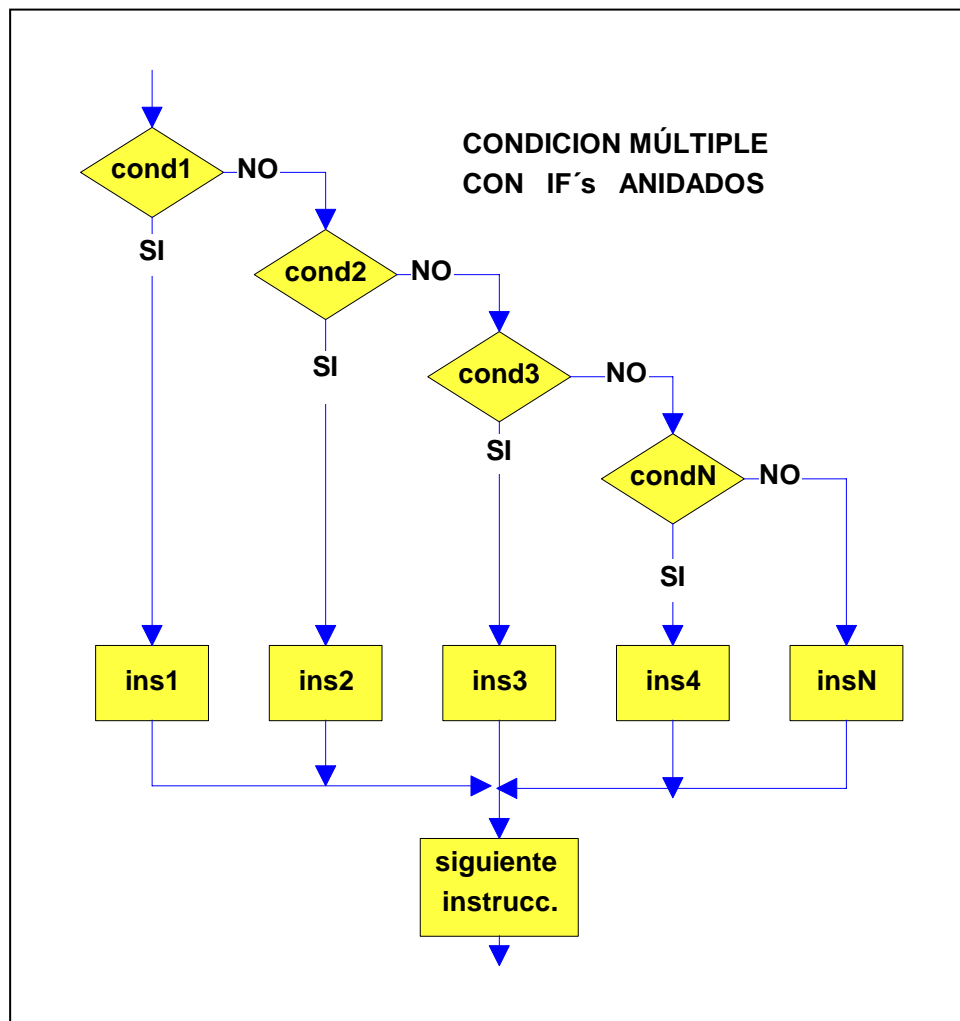 CONDICION MÚLTIPLE
CON IF´s ANIDADOS
cond1
NO
SI
cond2
NO
SI
cond3
NO
SI
condN
NO
SI
ins1
ins2
ins3
ins4
insN
siguiente
instrucc.